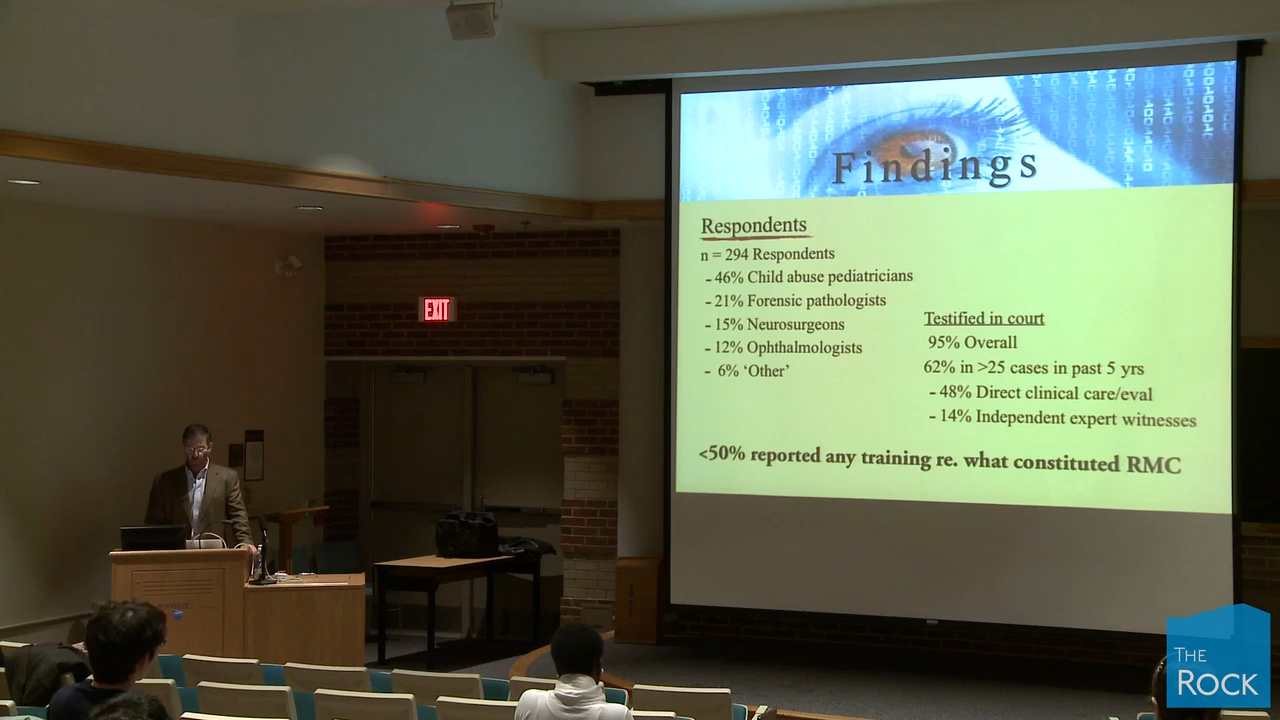 Findings
Respondents
n = 294 Respondents
- 46% Child abuse pediatricians
- 21% Forensic pathologists
- 15% Neurosurgeons
- 12% Ophthalmologists
- 6% ‘Other’
Testified in court
95% Overall
62% in >25 cases in past 5 yrs
- 48% Direct clinical care/eval
- 14% Independent expert witnesses
<50% reported any training re. what constituted RMC
EXIT
THE
ROCK